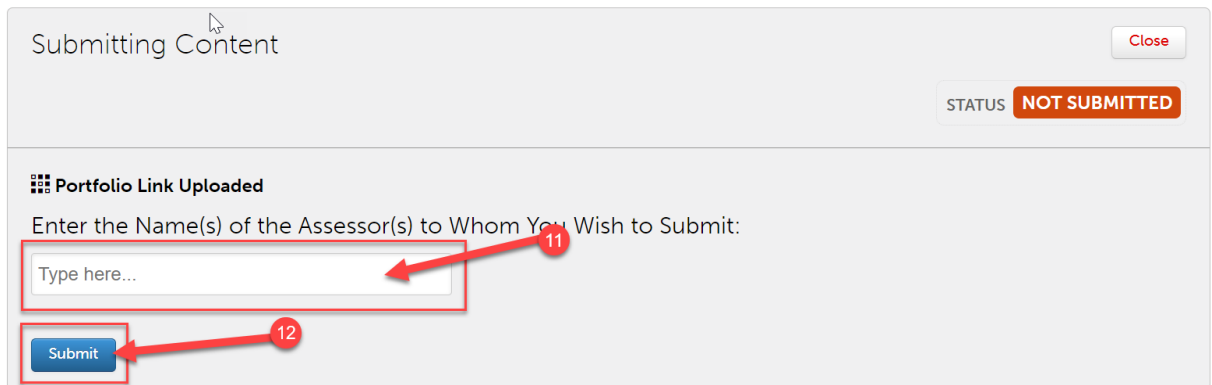 Submitting Content
Close
STATUS NOT SUBMITTED
Portfolio Link Uploaded
Enter the Name(s) of the Assessor(s) to Whom You Wish to Submit:
11
Type here...
12
Submit